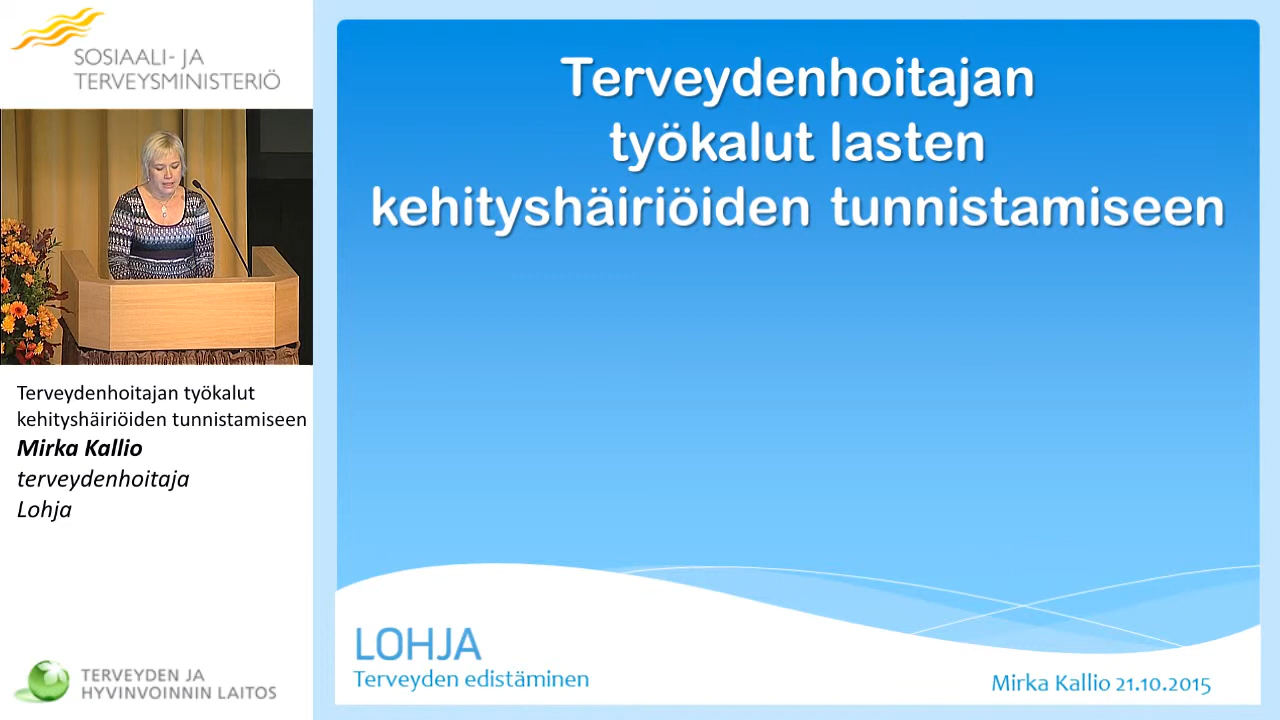 SOSIAALI- JA
TERVEYSMINISTERIÖ
Terveydenhoitajan työkalut
kehityshäiriöiden tunnistamiseen
Mirka Kallio
terveydenhoitaja
Lohja
TERVEYDEN JA
HYVINVOINNIN LAITOS
Terveydenhoitajan
työkalut lasten
kehityshäiriöiden tunnistamiseen
LOHJA
Terveyden edistäminen
Mirka Kallio 21.10.2015